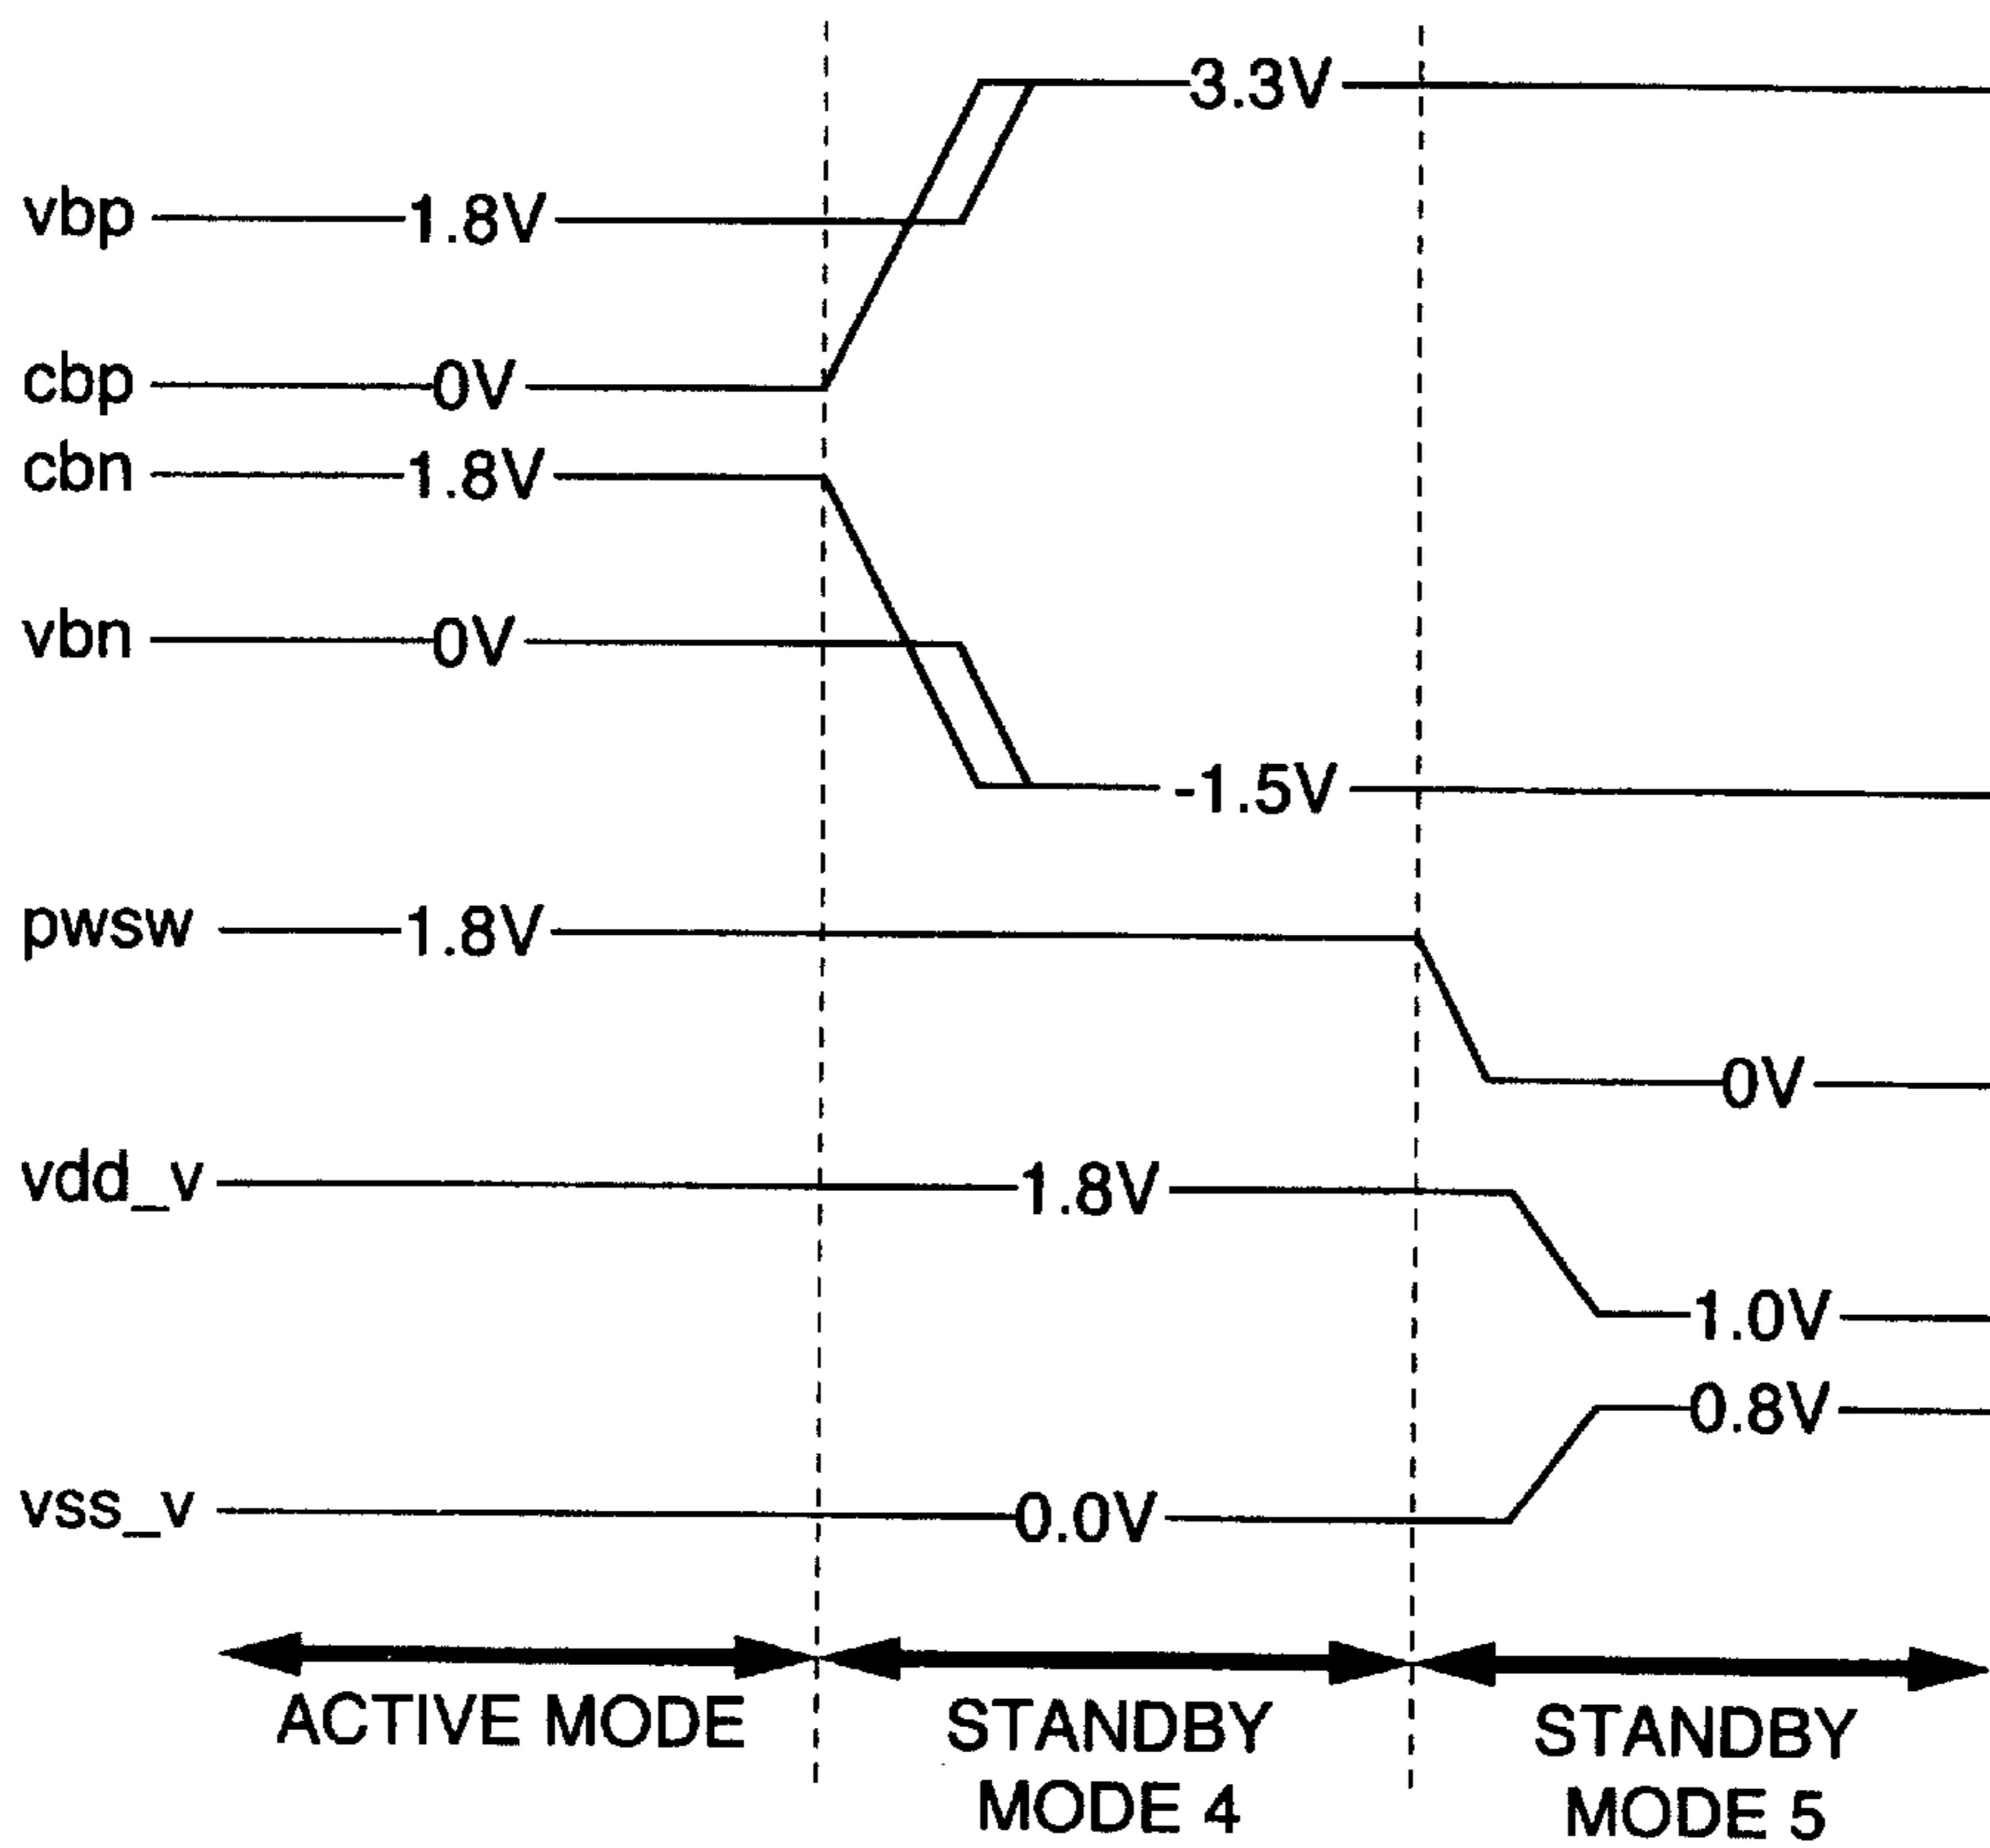 3.3V
vbp 1.8V
cbp 0V
cbn 1.8V
vbn 0V
-1.5V
pwsw 1.8V
0V
vdd_v 1.8V
1.0V
0.8V
vss_v 0.0V
ACTIVE MODE
STANDBY
MODE 4
STANDBY
MODE 5